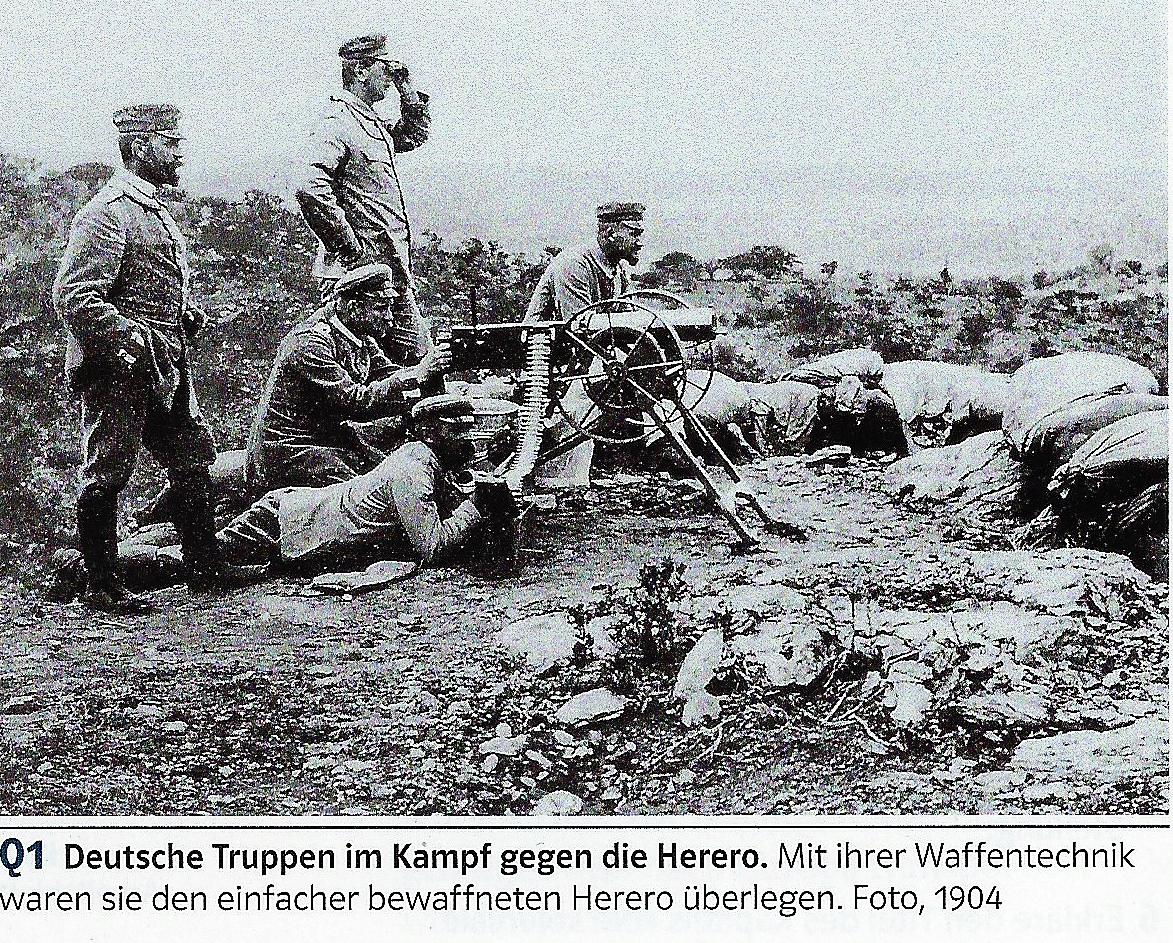 Q1 Deutsche Truppen im Kampf gegen die Herero. Mit ihrer Waffentechnik
waren sie den einfacher bewaffneten Herero überlegen. Foto, 1904